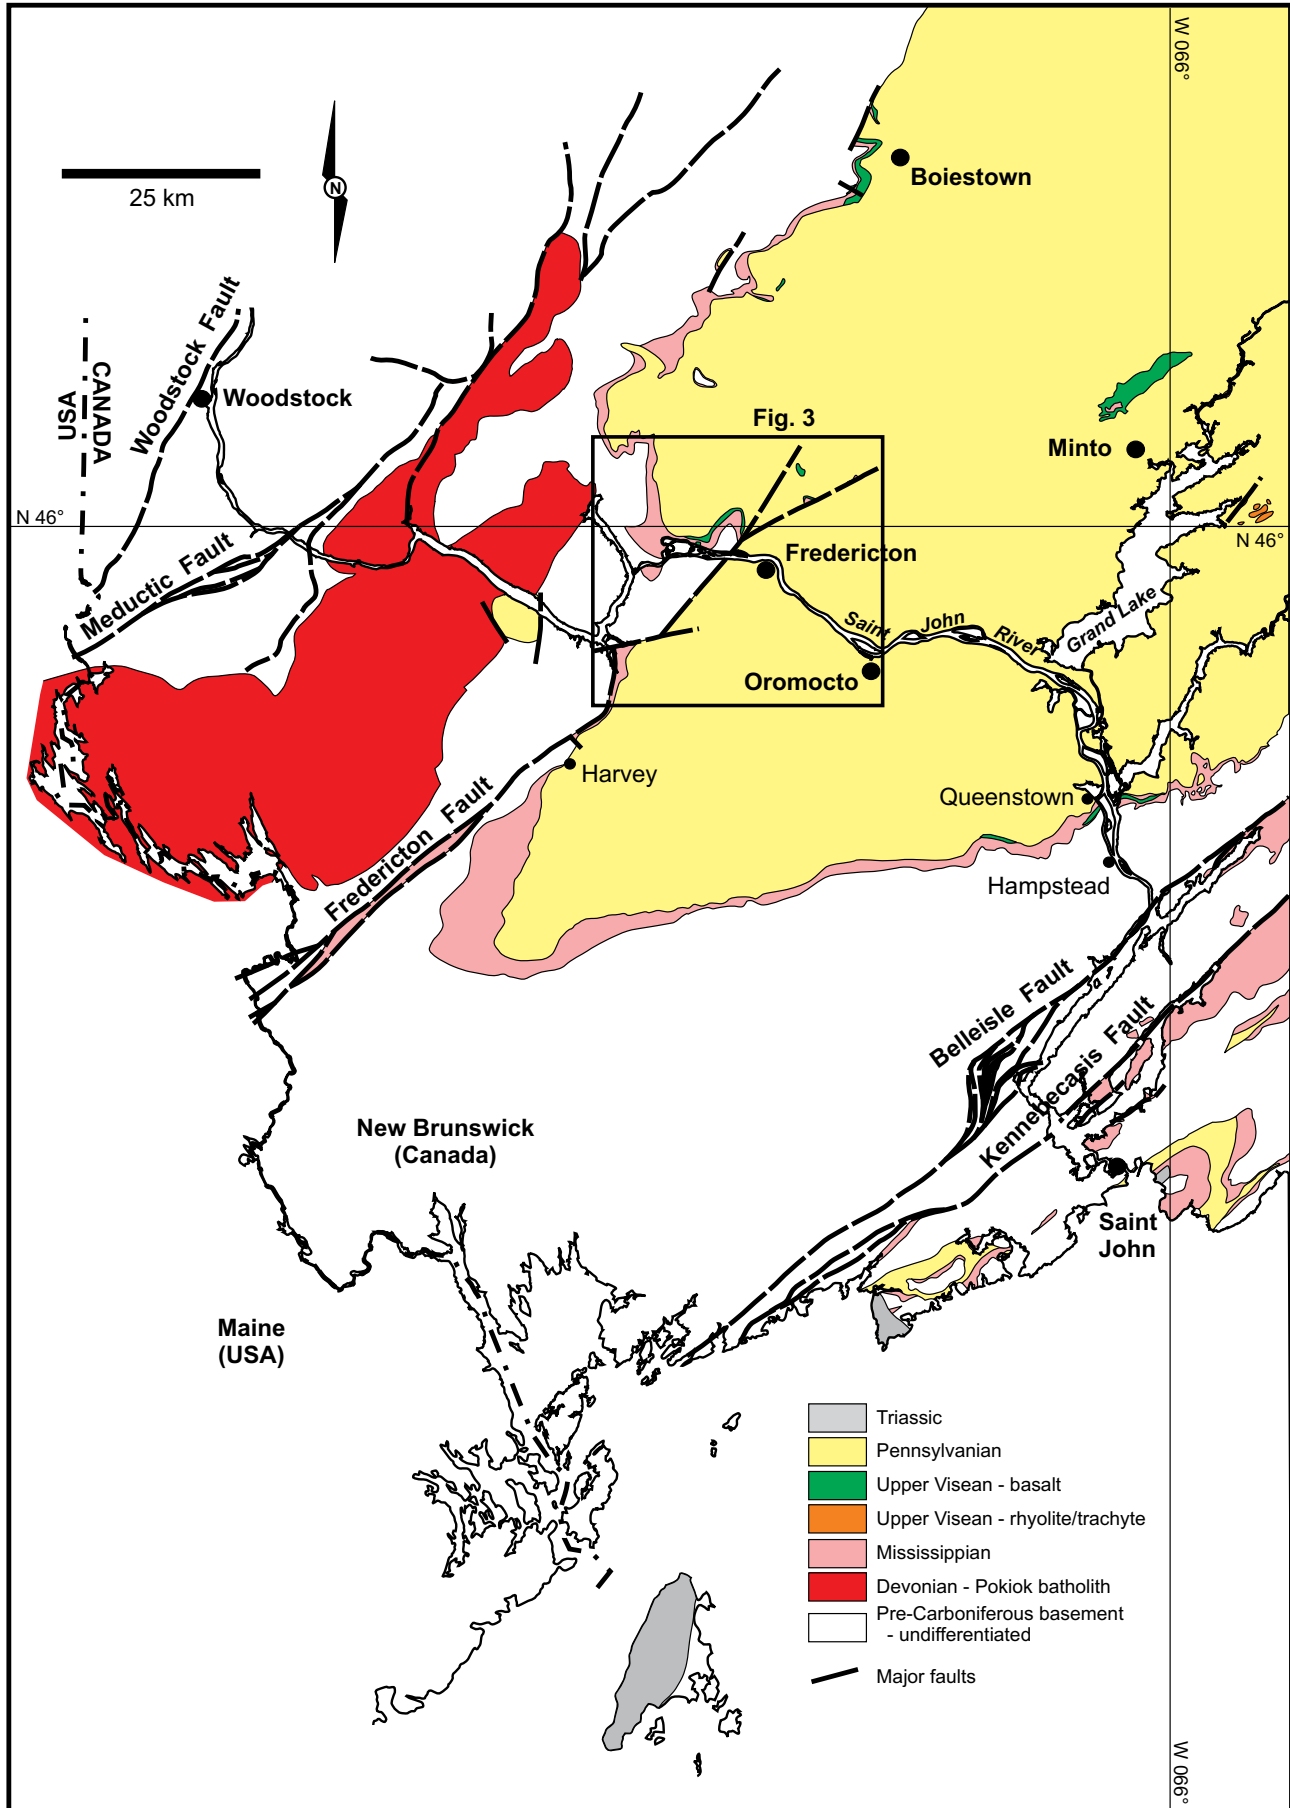 W 066°
Boiestown
25 km
N
Woodstock Fault
USA
CANADA
Woodstock
Fig. 3
Minto
N 46°
N 46°
Meductic Fault
Fredericton
Saint John River
Grand Lake
Oromocto
Harvey
Queenstown
Fredericton Fault
Hampstead
Belleisle Fault
Kennebecasis Fault
New Brunswick
(Canada)
Saint
John
Maine
(USA)
Triassic
Pennsylvanian
Upper Visean - basalt
Upper Visean - rhyolite/trachyte
Mississippian
Devonian - Pokiok batholith
Pre-Carboniferous basement
- undifferentiated
Major faults
W 066°